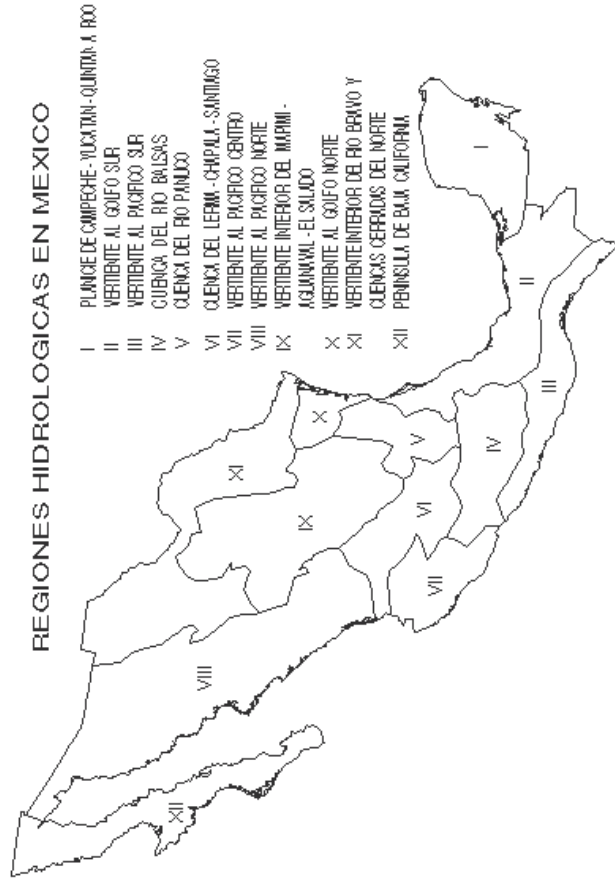 REGIONES HIDROLOGICAS EN MEXICO
I PLANICIE DE CAMPECHE - YUCATAN - QUINTANA ROO
II VERTIENTE AL GOLFO SUR
III VERTIENTE AL PACIFICO SUR
IV CUENCA DEL RIO BALSAS
V CUENCA DEL RIO PANUCO
VI CUENCA DEL LERMA - CHAPALA - SANTIAGO
VII VERTIENTE AL PACIFICO CENTRO
VIII VERTIENTE AL PACIFICO NORTE
IX VERTIENTE INTERIOR DEL MAPIMI -
AGUANAVAL - EL SALADO
X VERTIENTE AL GOLFO NORTE
XI VERTIENTE INTERIOR DEL RIO BRAVO Y
CUENCAS CERRADAS DEL NORTE
XII PENINSULA DE BAJA CALIFORNIA
XI
X
IX
VIII
XII
V
VI
VII
IV
III
II
I